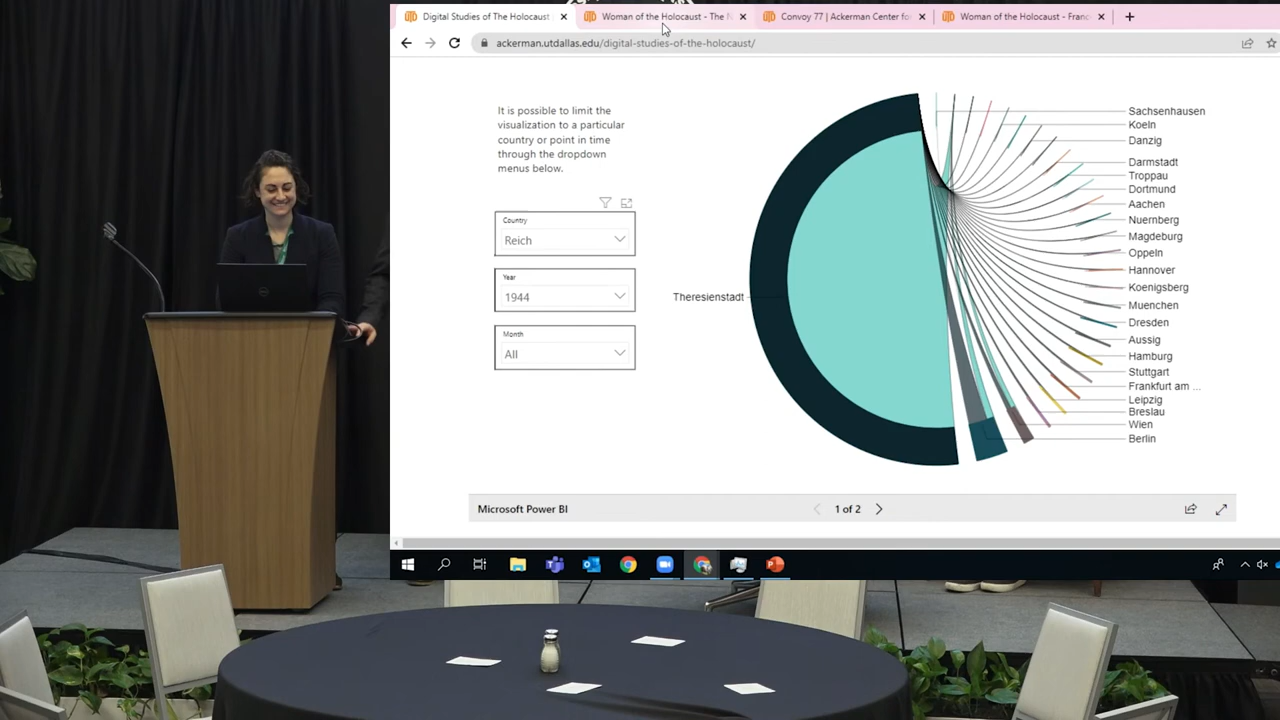 Digital Studies of The Holocaust
Woman of the Holocaust - The
Convoy 77 | Ackerman Center fo
Woman of the Holocaust - Franc
ackerman.utdallas.edu/digital-studies-of-the-holocaust/
It is possible to limit the
visualization to a particular
country or point in time
through the dropdown
menus below.
Country
Reich
Year
1944
Month
All
Theresienstadt
Sachsenhausen
Koeln
Danzig
Darmstadt
Troppau
Dortmund
Aachen
Nuernberg
Magdeburg
Oppeln
Hannover
Koenigsberg
Muenchen
Dresden
Aussig
Hamburg
Stuttgart
Frankfurt am ...
Leipzig
Breslau
Wien
Berlin
Microsoft Power BI
1 of 2